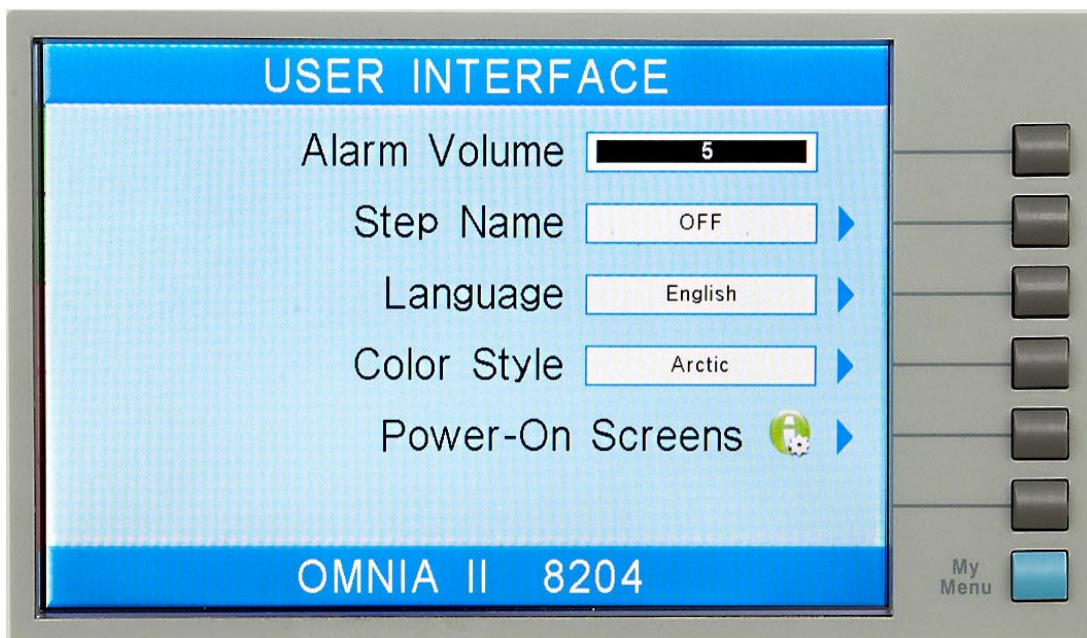 USER INTERFACE
Alarm Volume 5
Step Name OFF
Language English
Color Style Arctic
Power-On Screens
OMNIA II 8204
My
Menu